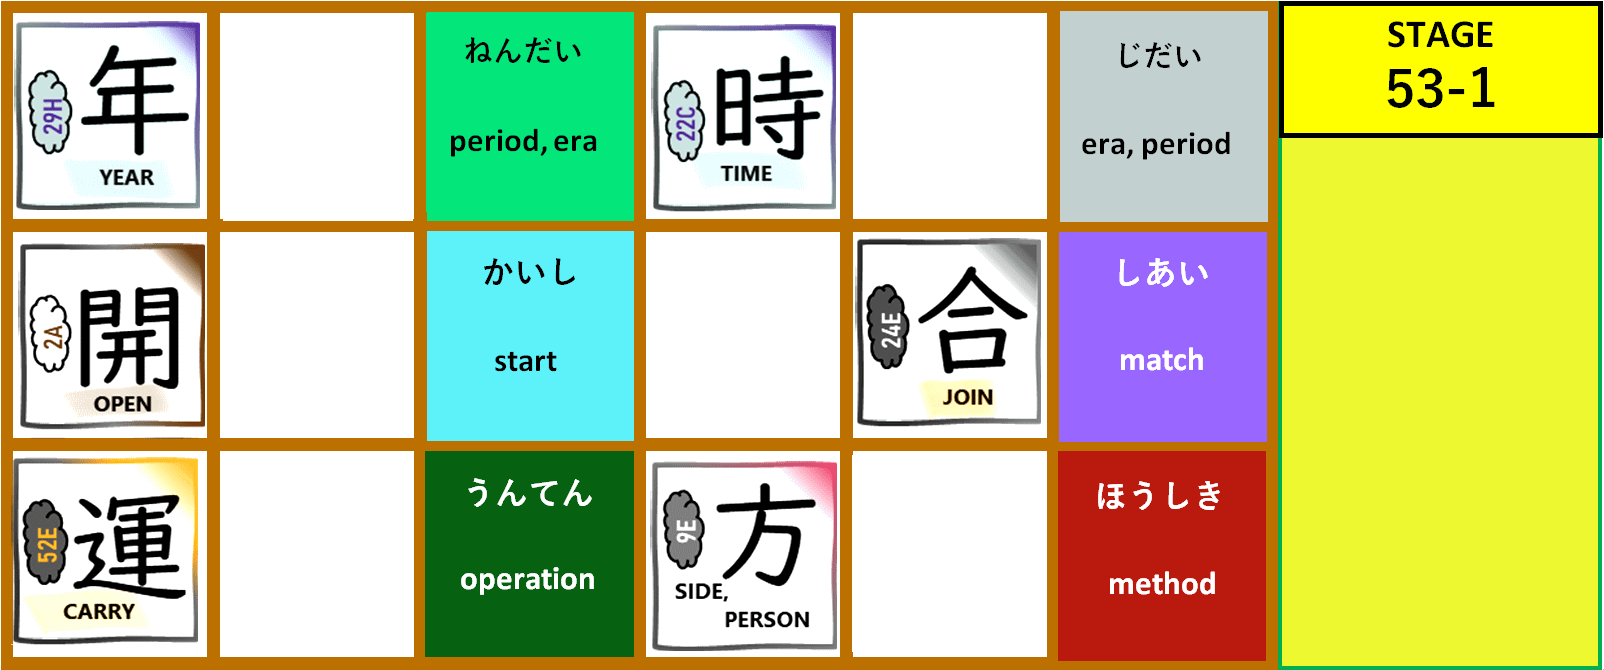 年
29H
YEAR
ねんだい
period, era
時
22C
TIME
じだい
era, period
STAGE
53-1
開
2A
OPEN
かいし
start
合
24E
JOIN
しあい
match
運
52E
CARRY
うんてん
operation
方
9E
SIDE,
PERSON
ほうしき
method